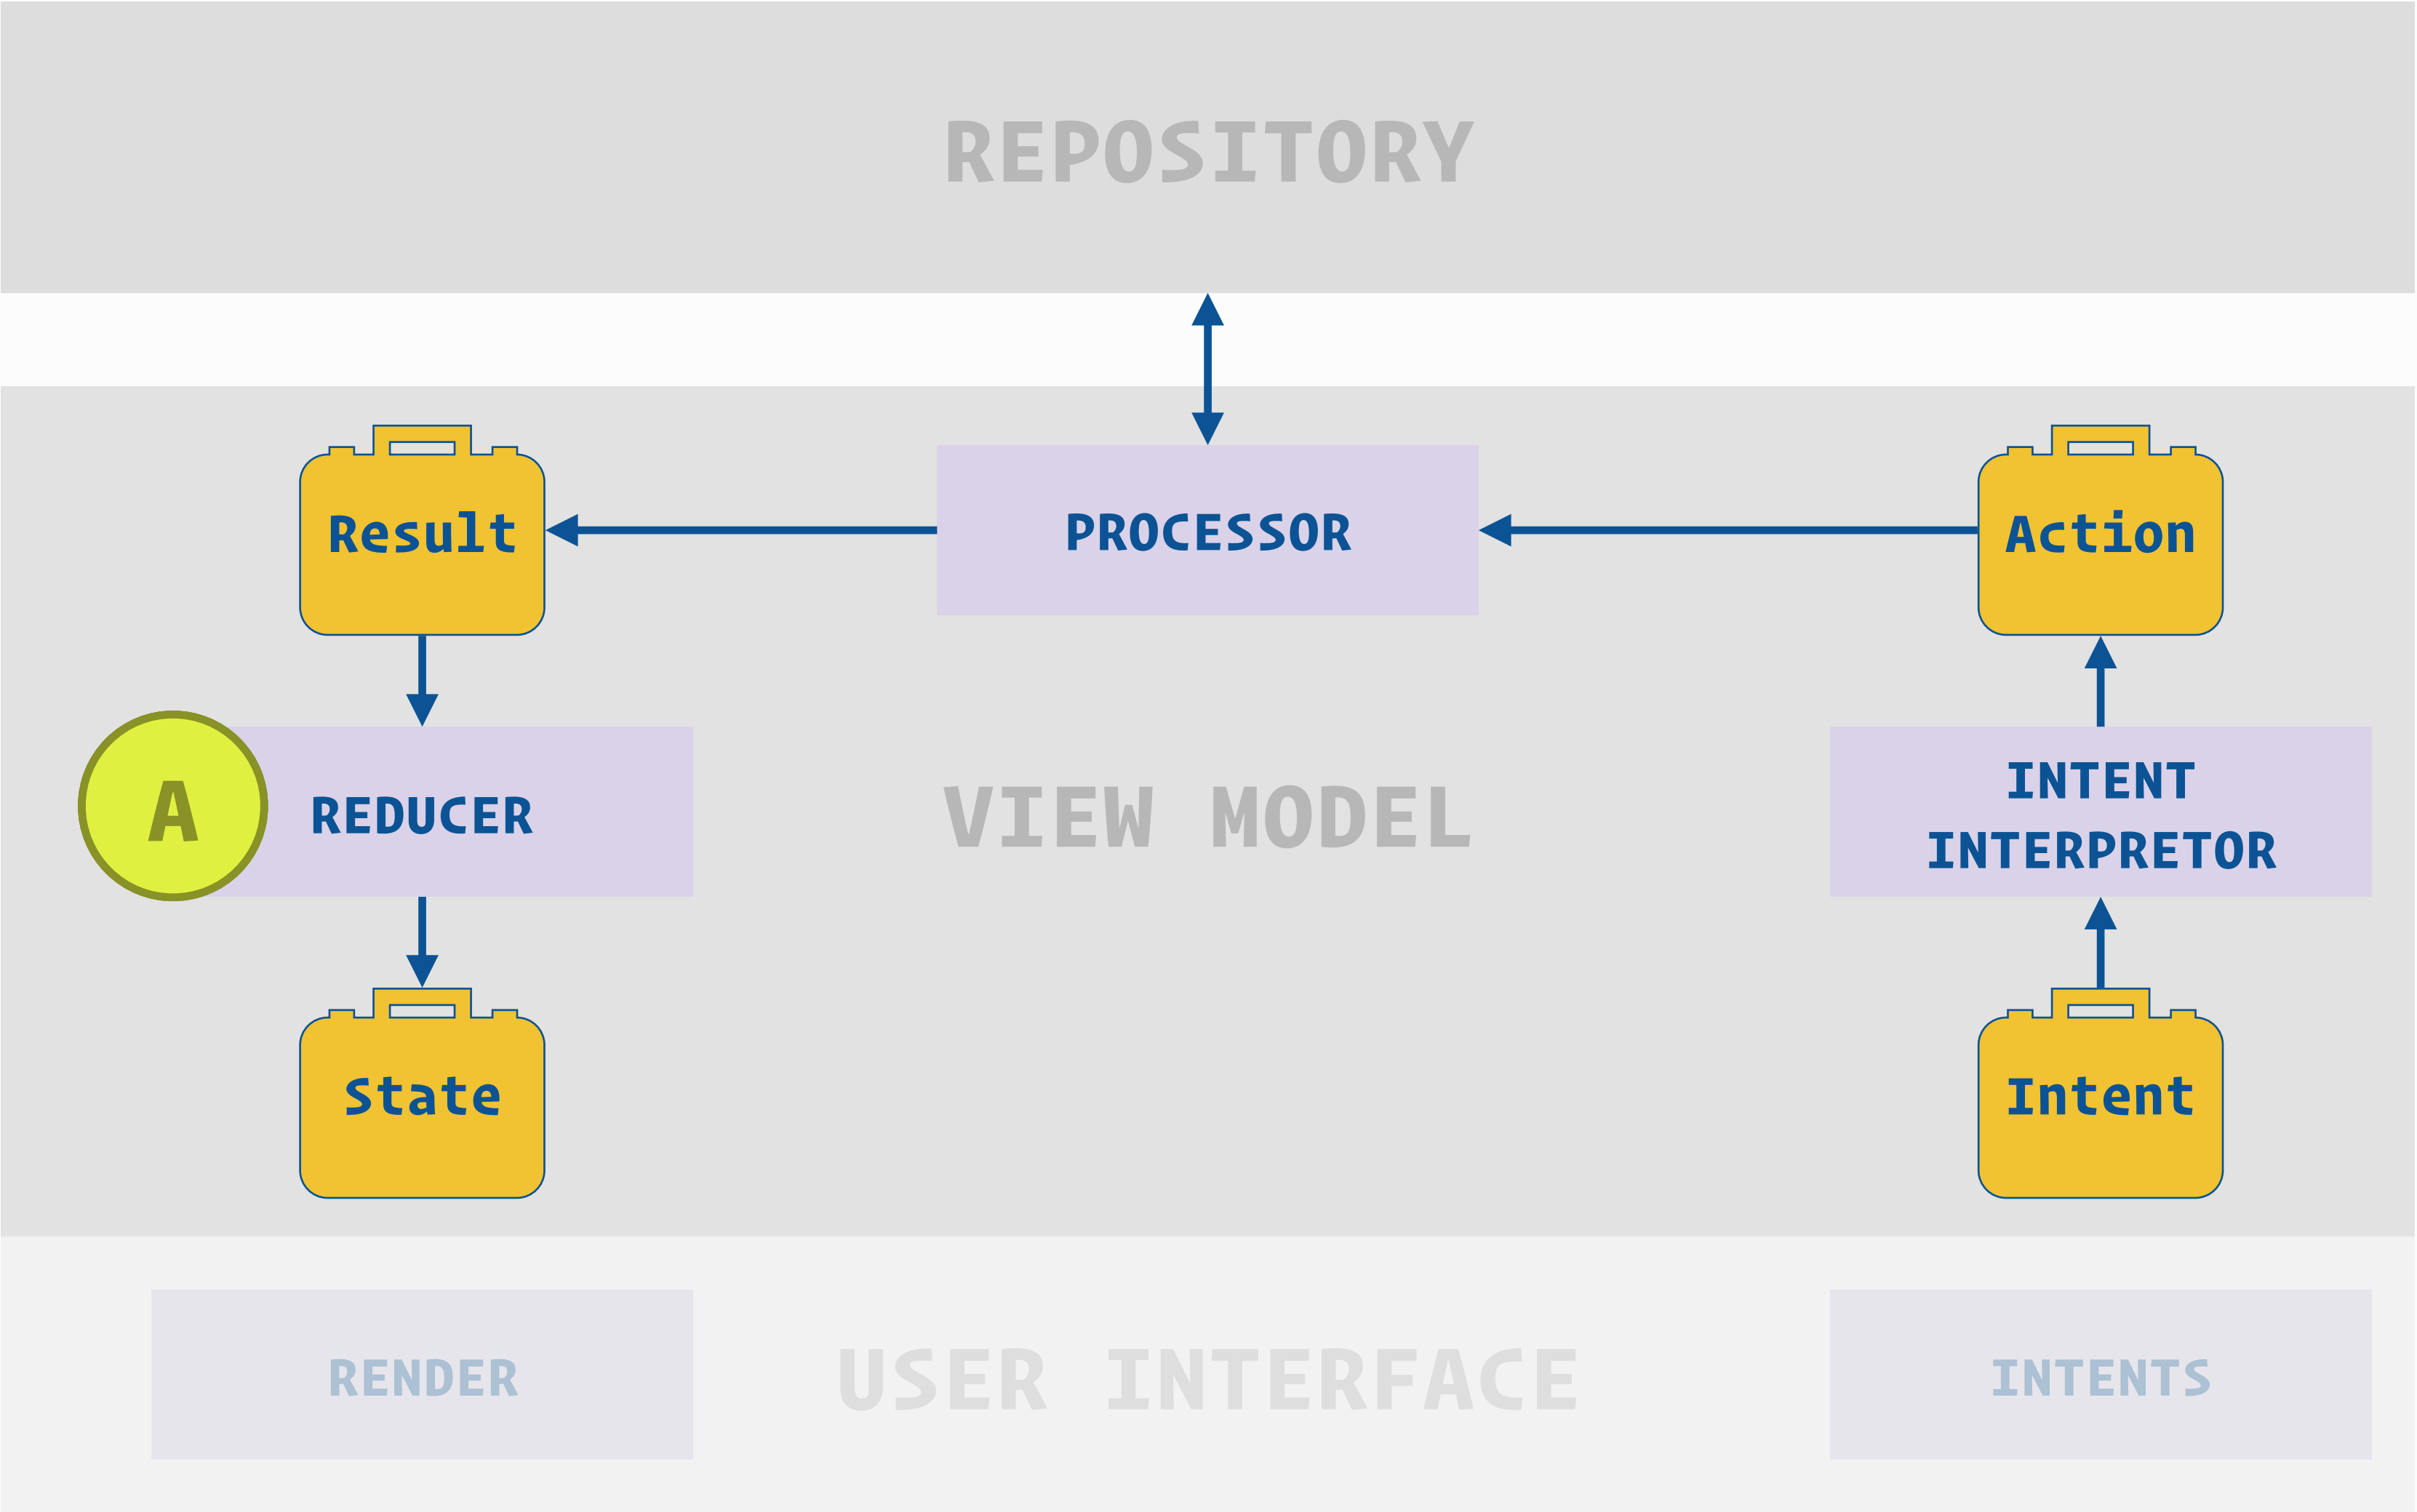 REPOSITORY
Result
PROCESSOR
Action
A
REDUCER
VIEW MODEL
INTENT
INTERPRETOR
State
Intent
RENDER
USER INTERFACE
INTENTS